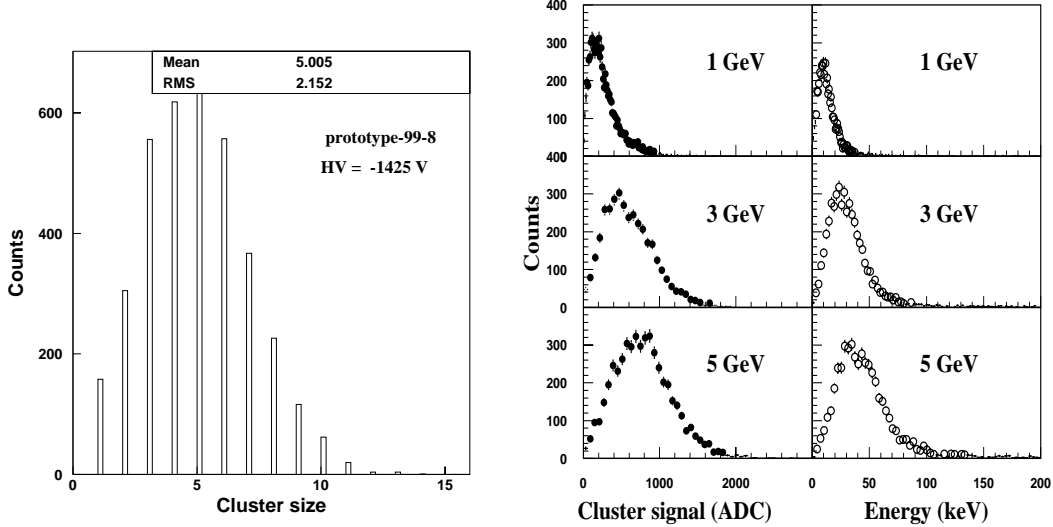 Mean 5.005
RMS 2.152
prototype-99-8
HV = -1425 V
Counts
0
200
400
600
0 5 10 15
Cluster size
400
300
200
100
0
1 GeV
1 GeV
400
300
200
100
0
3 GeV
3 GeV
300
200
100
0
5 GeV
5 GeV
Counts
0 1000 2000
0 50 100 150 200
Cluster signal (ADC)
Energy (keV)